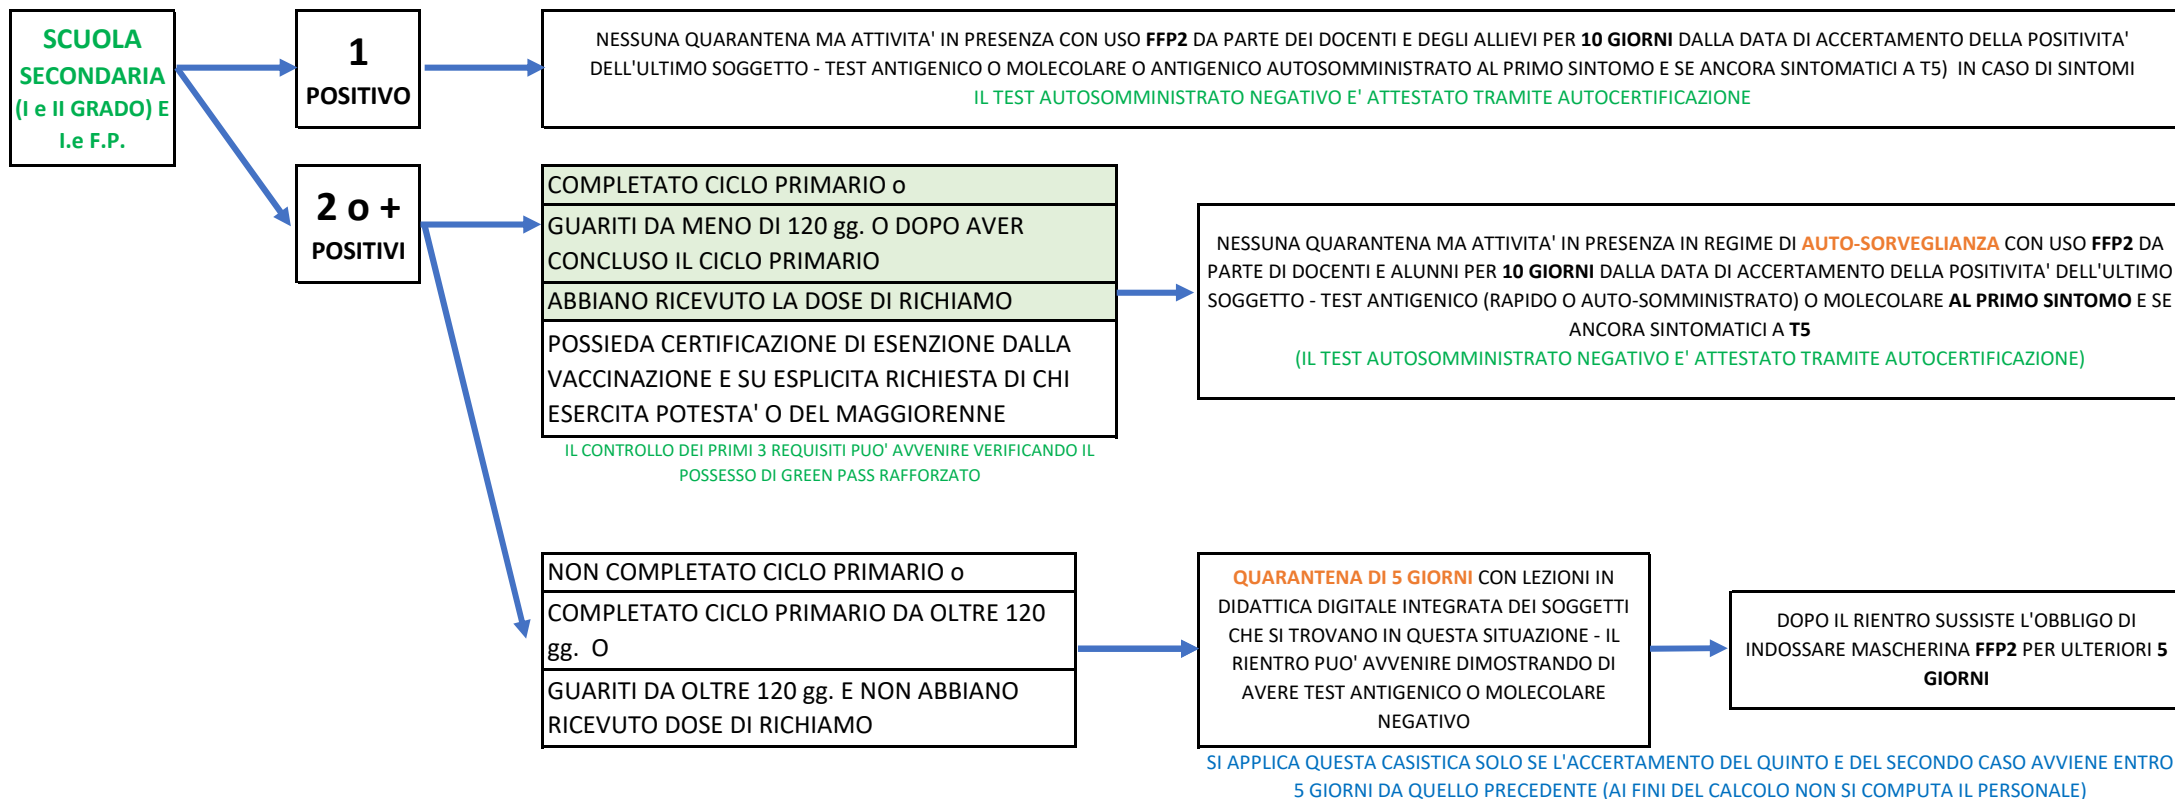 SCUOLA
SECONDARIA
(I e II GRADO) E
I.e F.P.
1
POSITIVO
NESSUNA QUARANTENA MA ATTIVITA' IN PRESENZA CON USO FFP2 DA PARTE DEI DOCENTI E DEGLI ALLIEVI PER 10 GIORNI DALLA DATA DI ACCERTAMENTO DELLA POSITIVITA'
DELL'ULTIMO SOGGETTO - TEST ANTIGENICO O MOLECOLARE O ANTIGENICO AUTOSOMMINISTRATO AL PRIMO SINTOMO E SE ANCORA SINTOMATICI A T5) IN CASO DI SINTOMI
IL TEST AUTOSOMMINISTRATO NEGATIVO E' ATTESTATO TRAMITE AUTOCERTIFICAZIONE
2 o +
POSITIVI
COMPLETATO CICLO PRIMARIO o
GUARITI DA MENO DI 120 gg. O DOPO AVER
CONCLUSO IL CICLO PRIMARIO
ABBIANO RICEVUTO LA DOSE DI RICHIAMO
POSSIEDA CERTIFICAZIONE DI ESENZIONE DALLA
VACCINAZIONE E SU ESPLICITA RICHIESTA DI CHI
ESERCITA POTESTA' O DEL MAGGIORENNE
IL CONTROLLO DEI PRIMI 3 REQUISITI PUO' AVVENIRE VERIFICANDO IL
POSSESSO DI GREEN PASS RAFFORZATO
NESSUNA QUARANTENA MA ATTIVITA' IN PRESENZA IN REGIME DI AUTO-SORVEGLIANZA CON USO FFP2 DA
PARTE DI DOCENTI E ALUNNI PER 10 GIORNI DALLA DATA DI ACCERTAMENTO DELLA POSITIVITA' DELL'ULTIMO
SOGGETTO - TEST ANTIGENICO (RAPIDO O AUTO-SOMMINISTRATO) O MOLECOLARE AL PRIMO SINTOMO E SE
ANCORA SINTOMATICI A T5
(IL TEST AUTOSOMMINISTRATO NEGATIVO E' ATTESTATO TRAMITE AUTOCERTIFICAZIONE)
NON COMPLETATO CICLO PRIMARIO o
COMPLETATO CICLO PRIMARIO DA OLTRE 120
gg. O
GUARITI DA OLTRE 120 gg. E NON ABBIANO
RICEVUTO DOSE DI RICHIAMO
QUARANTENA DI 5 GIORNI CON LEZIONI IN
DIDATTICA DIGITALE INTEGRATA DEI SOGGETTI
CHE SI TROVANO IN QUESTA SITUAZIONE - IL
RIENTRO PUO' AVVENIRE DIMOSTRANDO DI
AVERE TEST ANTIGENICO O MOLECOLARE
NEGATIVO
DOPO IL RIENTRO SUSSISTE L'OBBLIGO DI
INDOSSARE MASCHERINA FFP2 PER ULTERIORI 5
GIORNI
SI APPLICA QUESTA CASISTICA SOLO SE L'ACCERTAMENTO DEL QUINTO E DEL SECONDO CASO AVVIENE ENTRO
5 GIORNI DA QUELLO PRECEDENTE (AI FINI DEL CALCOLO NON SI COMPUTA IL PERSONALE)